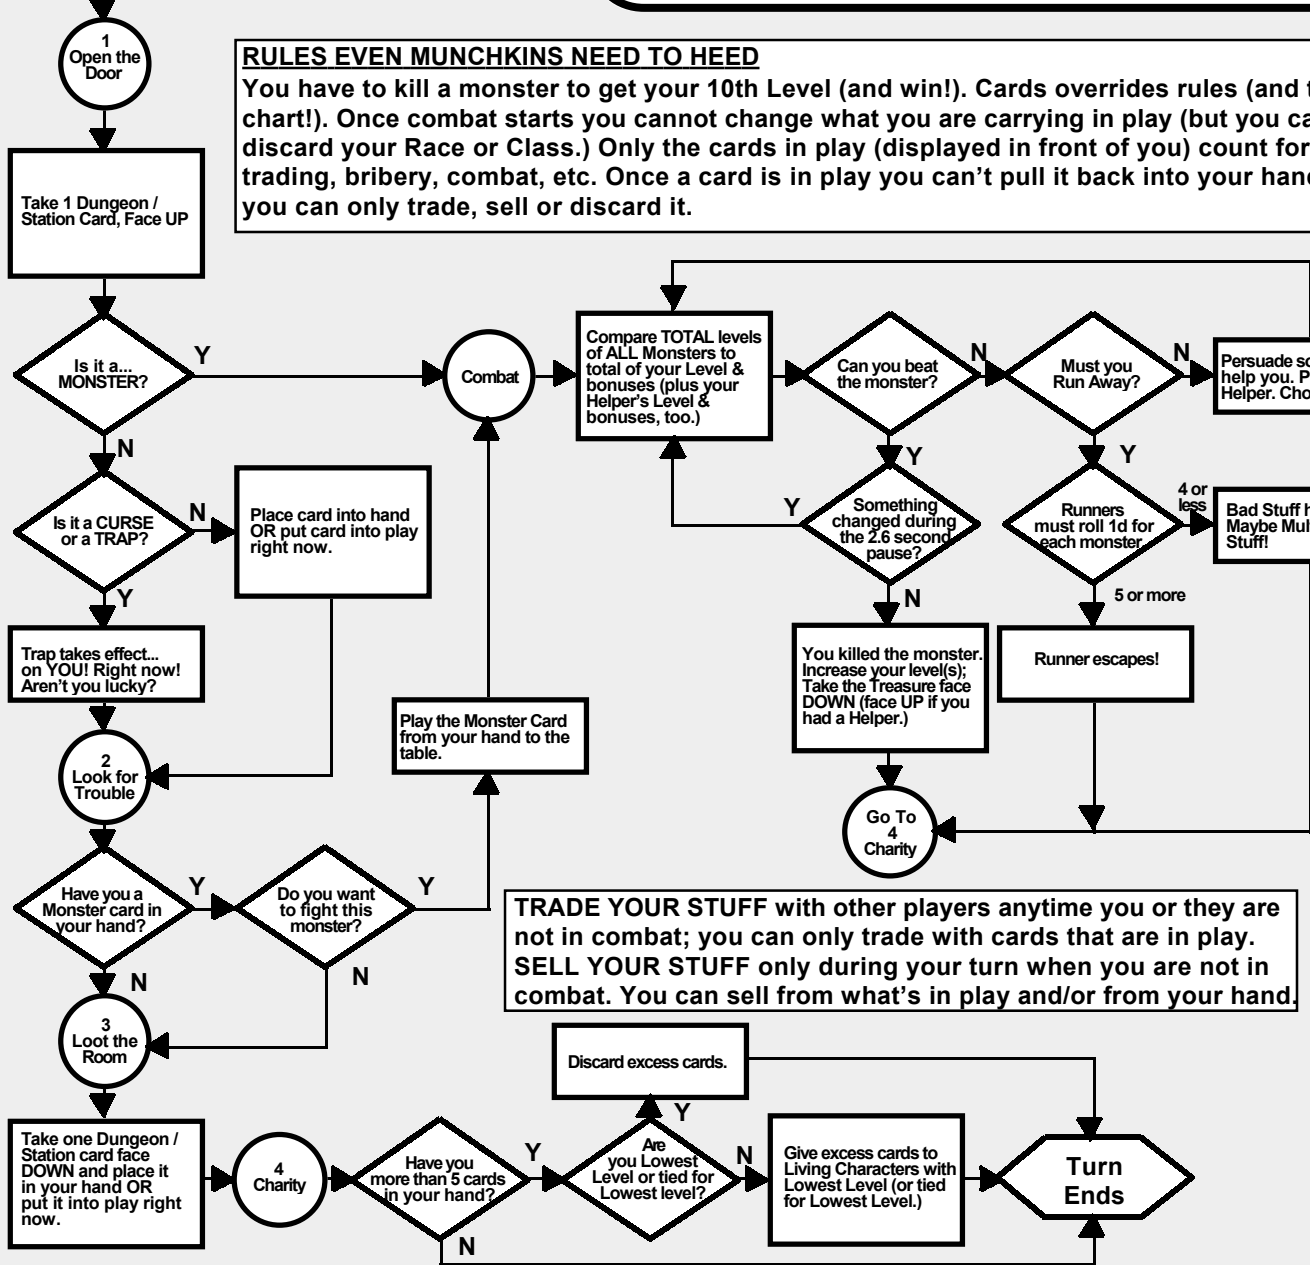 1
Open the
Door
RULES EVEN MUNCHKINS NEED TO HEED
You have to kill a monster to get your 10th Level (and win!). Cards overrides rules (and
chart!). Once combat starts you cannot change what you are carrying in play (but you
discard your Race or Class.) Only the cards in play (displayed in front of you) count for
trading, bribery, combat, etc. Once a card is in play you can't pull it back into your hand
you can only trade, sell or discard it.
Take 1 Dungeon /
Station Card, Face UP
Is it a...
MONSTER?
Y
N
Combat
Compare TOTAL levels
of ALL Monsters to
total of your Level &
bonuses (plus your
Helper's Level &
bonuses, too.)
Can you beat
the monster?
N
Y
Must you
Run Away?
N
Y
Persuade
help you.
Helper.
Is it a CURSE
or a TRAP?
N
Y
Place card into hand
OR put card into play
right now.
Y
Something
changed during
the 2.6 second
pause?
N
Runners
must roll 1d for
each monster.
4 or
less
5 or more
Bad Stuff
Maybe
Stuff!
Trap takes effect...
on YOU! Right now!
Aren't you lucky?
You killed the monster.
Increase your level(s);
Take the Treasure face
DOWN (face UP if you
had a Helper.)
Runner escapes!
Play the Monster Card
from your hand to the
table.
2
Look for
Trouble
Go To
4
Charity
Have you a
Monster card in
your hand?
Y
N
Do you want
to fight this
monster?
Y
N
TRADE YOUR STUFF with other players anytime you or they are
not in combat; you can only trade with cards that are in play.
SELL YOUR STUFF only during your turn when you are not in
combat. You can sell from what's in play and/or from your hand.
3
Loot the
Room
Discard excess cards.
Take one Dungeon /
Station card face
DOWN and place it
in your hand OR
put it into play right
now.
4
Charity
Have you
more than 5 cards
in your hand?
Y
N
Are
you Lowest
Level or tied for
Lowest level?
Y
N
Give excess cards to
Living Characters with
Lowest Level (or tied
for Lowest Level.)
Turn
Ends